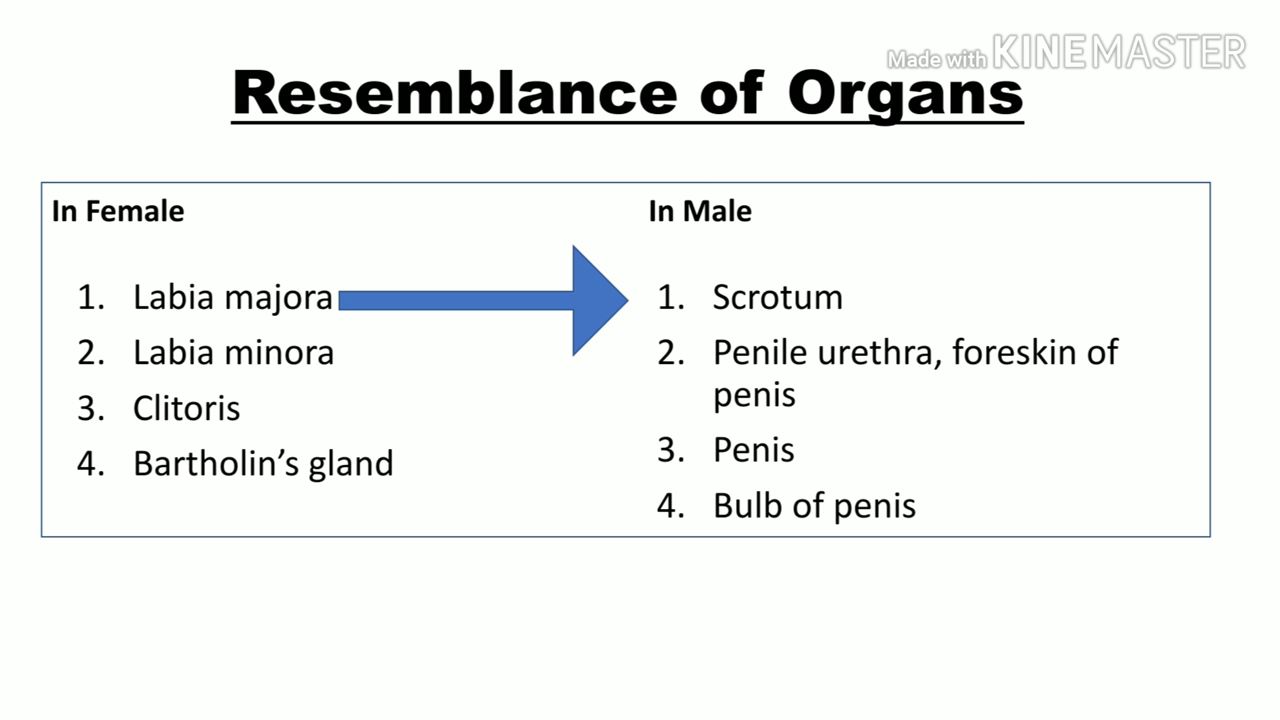 Made with KINEMASTER
Resemblance of Organs
In Female
1. Labia majora
2. Labia minora
3. Clitoris
4. Bartholin’s gland
In Male
1. Scrotum
2. Penile urethra, foreskin of
penis
3. Penis
4. Bulb of penis